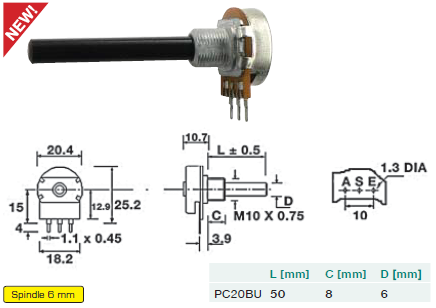 NEW!
20.4
15
4
12.9
25.2
1.1 x 0.45
18.2
10.7
L ± 0.5
D
C
M10 X 0.75
3.9
1.3 DIA
A S E
10
Spindle 6 mm
L [mm] C [mm] D [mm]
PC20BU 50 8 6